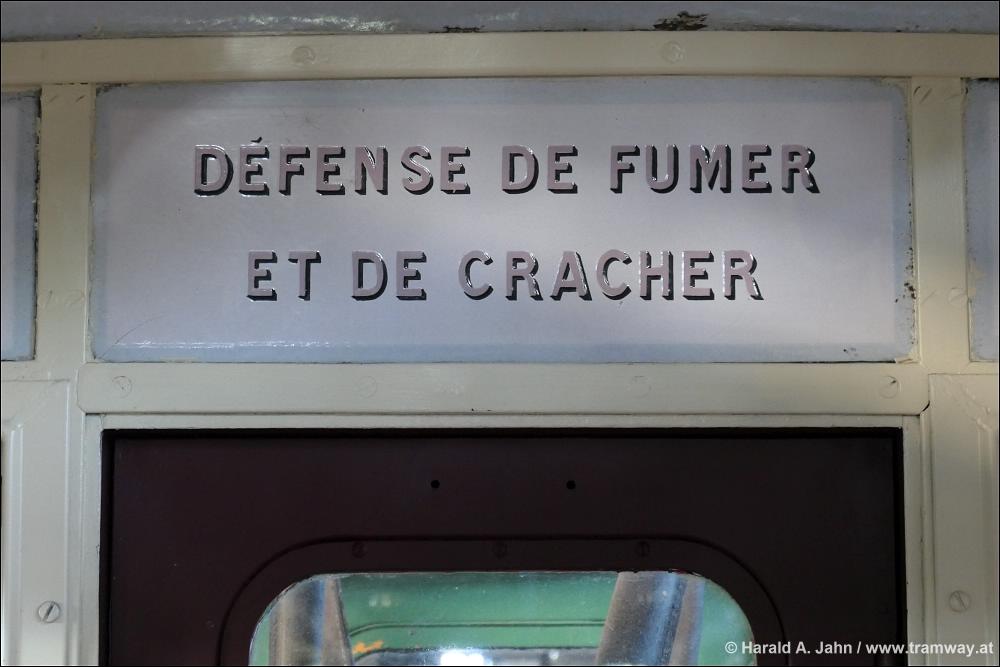 DÉFENSE DE FUMER
ET DE CRACHER
© Harald A. Jahn / www.tramway.at